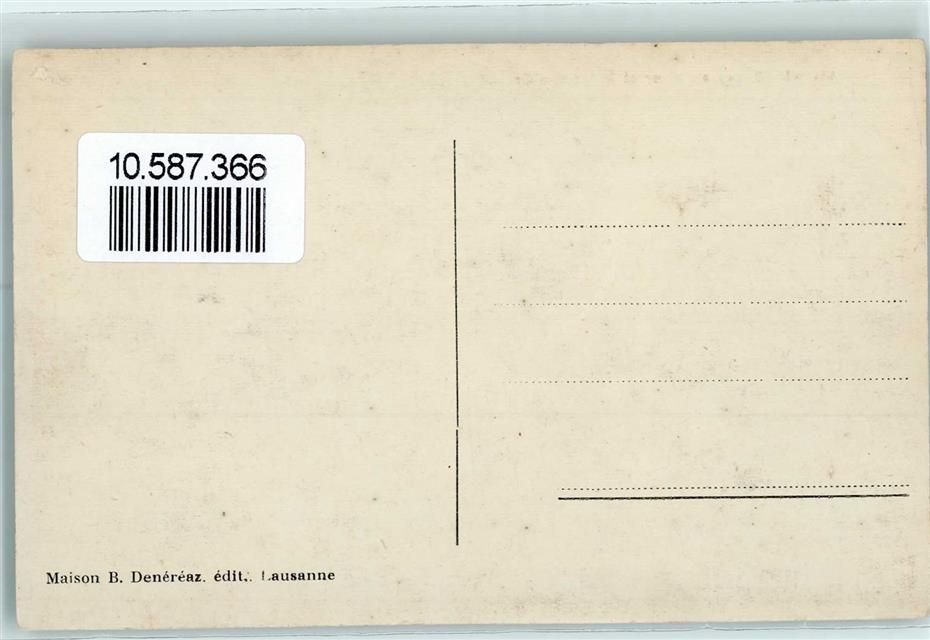 10.587.366
Maison B. Denéréaz. édit.. Lausanne